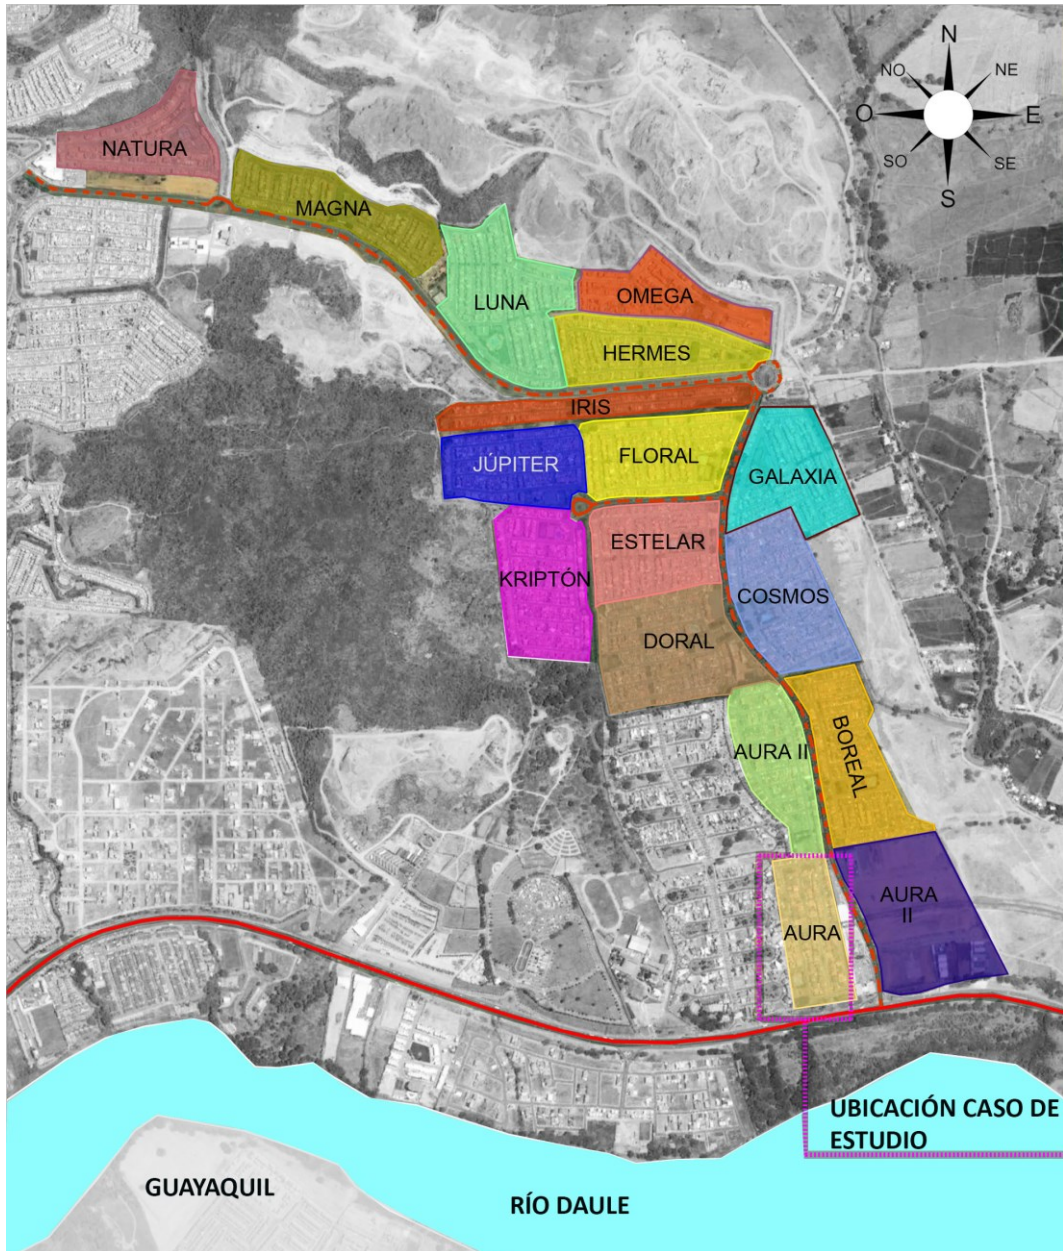 N
NO
NE
O
E
SO
SE
S
NATURA
MAGNA
LUNA
OMEGA
HERMES
IRIS
JÚPITER
FLORAL
GALAXIA
ESTELAR
KRIPTÓN
COSMOS
DORAL
AURA II
BOREAL
AURA
II
AURA
UBICACIÓN CASO DE
ESTUDIO
GUAYAQUIL
RÍO DAULE